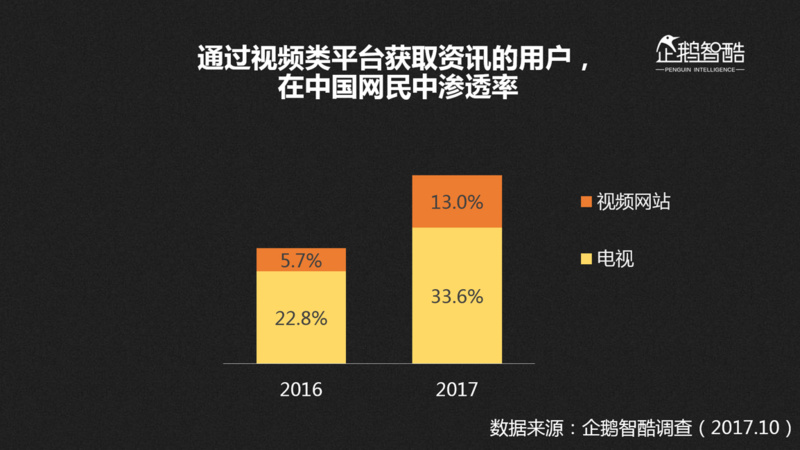 通过视频类平台获取资讯的用户，
在中国网民中渗透率
企鹅智酷
PENGUIN INTELLIGENCE
13.0%
视频网站
5.7%
电视
33.6%
22.8%
2016
2017
数据来源：企鹅智酷调查（2017.10）